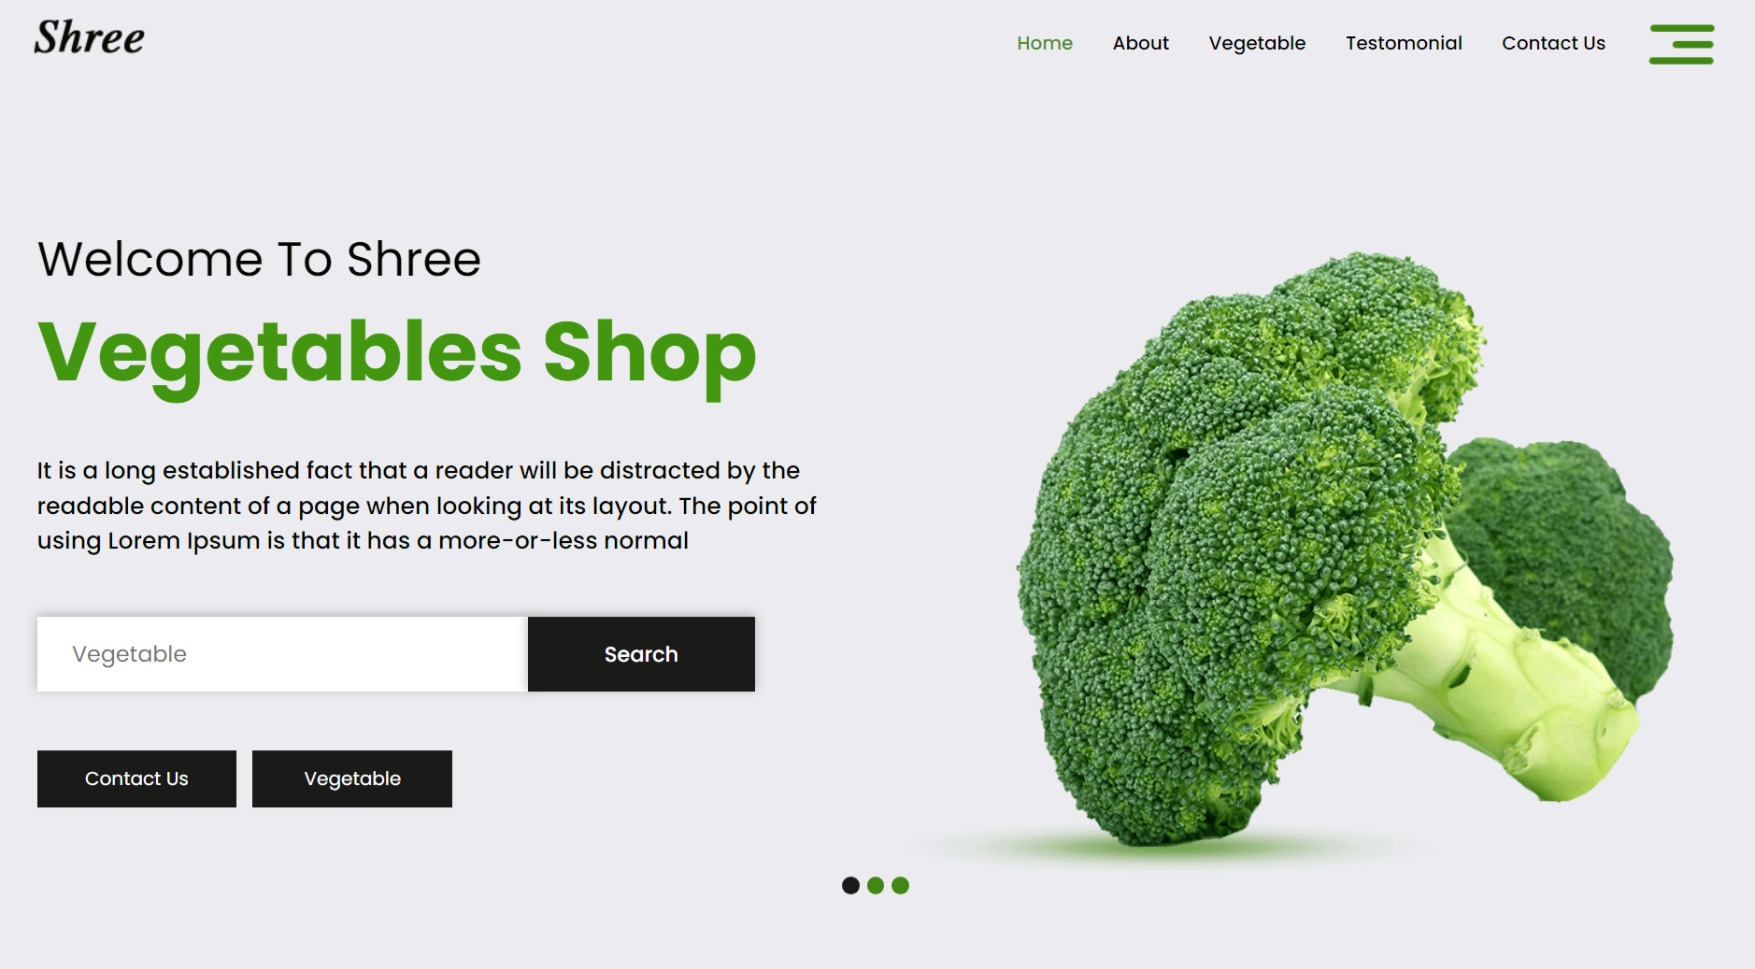 Shree
Home About Vegetable Testomonial Contact Us
Welcome To Shree
Vegetables Shop
It is a long established fact that a reader will be distracted by the
readable content of a page when looking at its layout. The point of
using Lorem Ipsum is that it has a more-or-less normal
Vegetable Search
Contact Us Vegetable